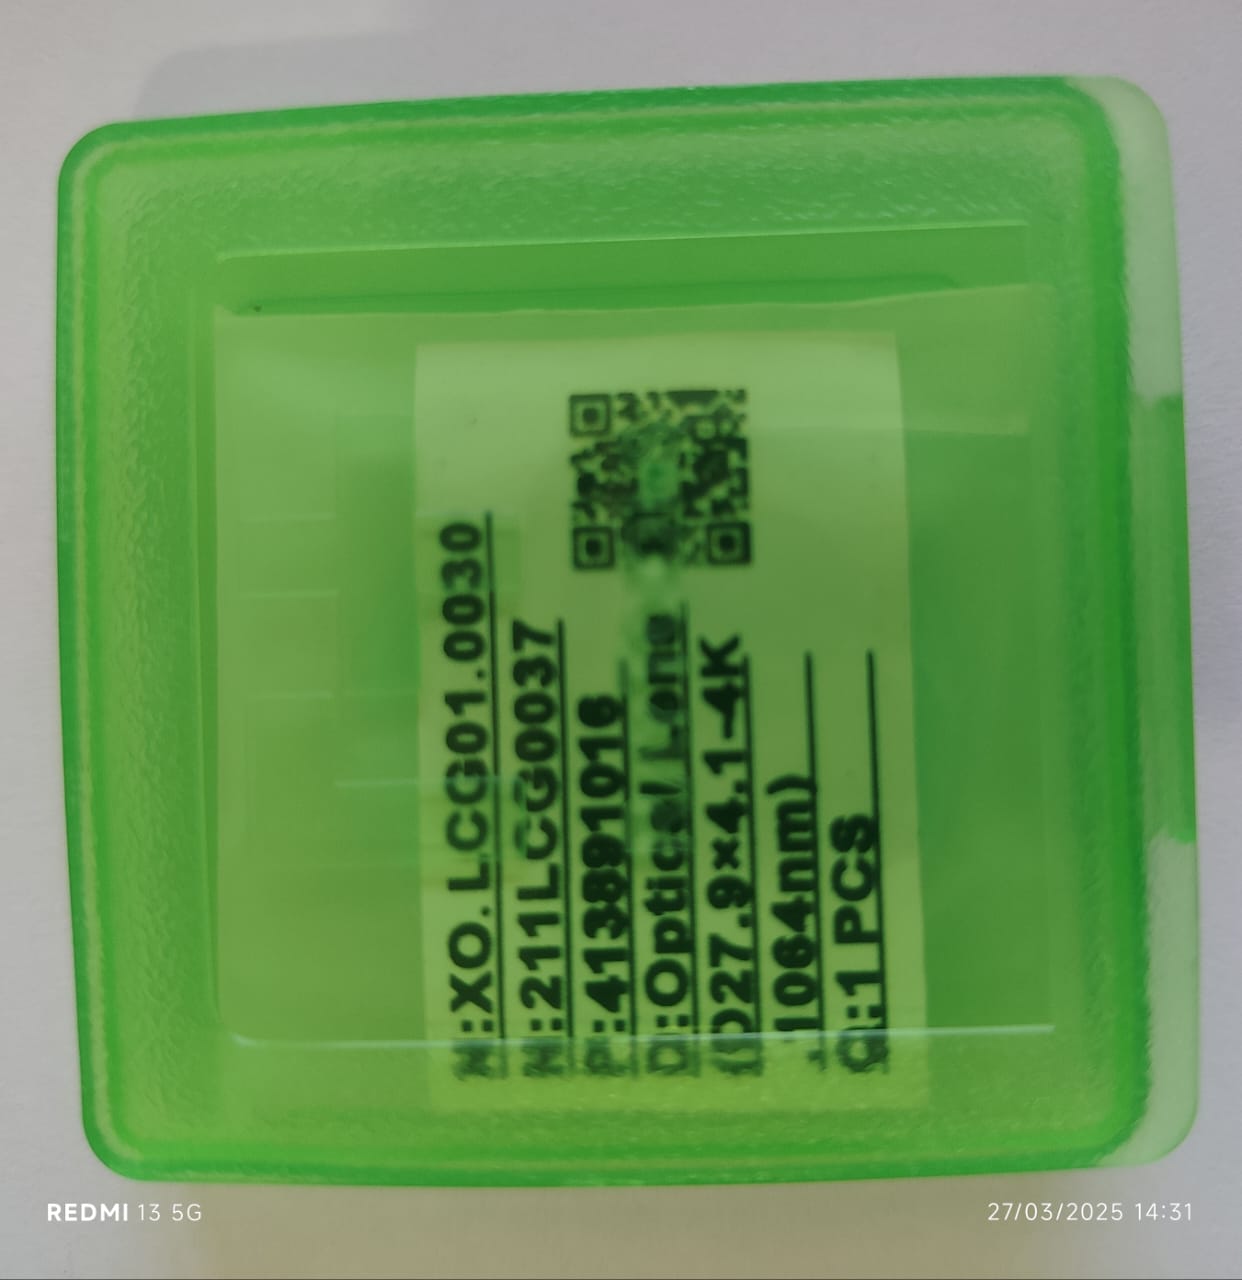 N:XO.LCG01.0030
N:211LCG0037
P:413891016
D:Optical Lens
(D27.9×4.1-4K
1064nm)
Q:1 PCS
REDMI 13 5G
27/03/2025 14:31